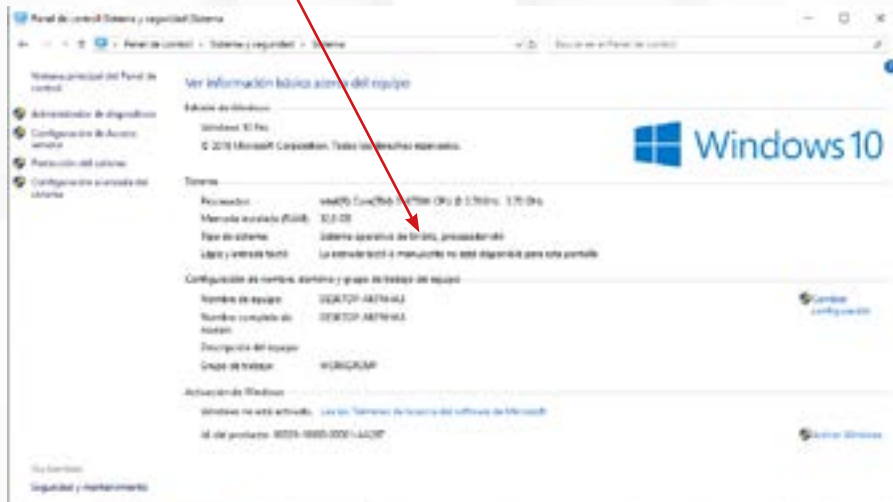 Panel de control\Sistema y seguridad\Sistema
Panel de control › Sistema y seguridad › Sistema
Buscar en el Panel de control
Ventana principal del Panel de
control
Administrador de dispositivos
Configuración de Acceso
remoto
Protección del sistema
Configuración avanzada del
sistema
Ver información básica acerca del equipo
Edición de Windows
Windows 10 Pro
Microsoft Corporation. Todos los derechos reservados.
Windows 10
Sistema
Procesador:
Memoria instalada (RAM):
Tipo de sistema: Sistema operativo de 64 bits, procesador x64
Lápiz y entrada táctil: La entrada táctil o manuscrita no está disponible para esta pantalla
Configuración de nombre, dominio y grupo de trabajo del equipo
Nombre de equipo:
Nombre completo de
equipo:
Descripción del equipo:
Grupo de trabajo: WORKGROUP
Cambiar
configuración
Activación de Windows
Windows no está activado. Lea los Términos de licencia del software de Microsoft
Id. del producto:
Activar Windows
Vea también
Seguridad y mantenimiento